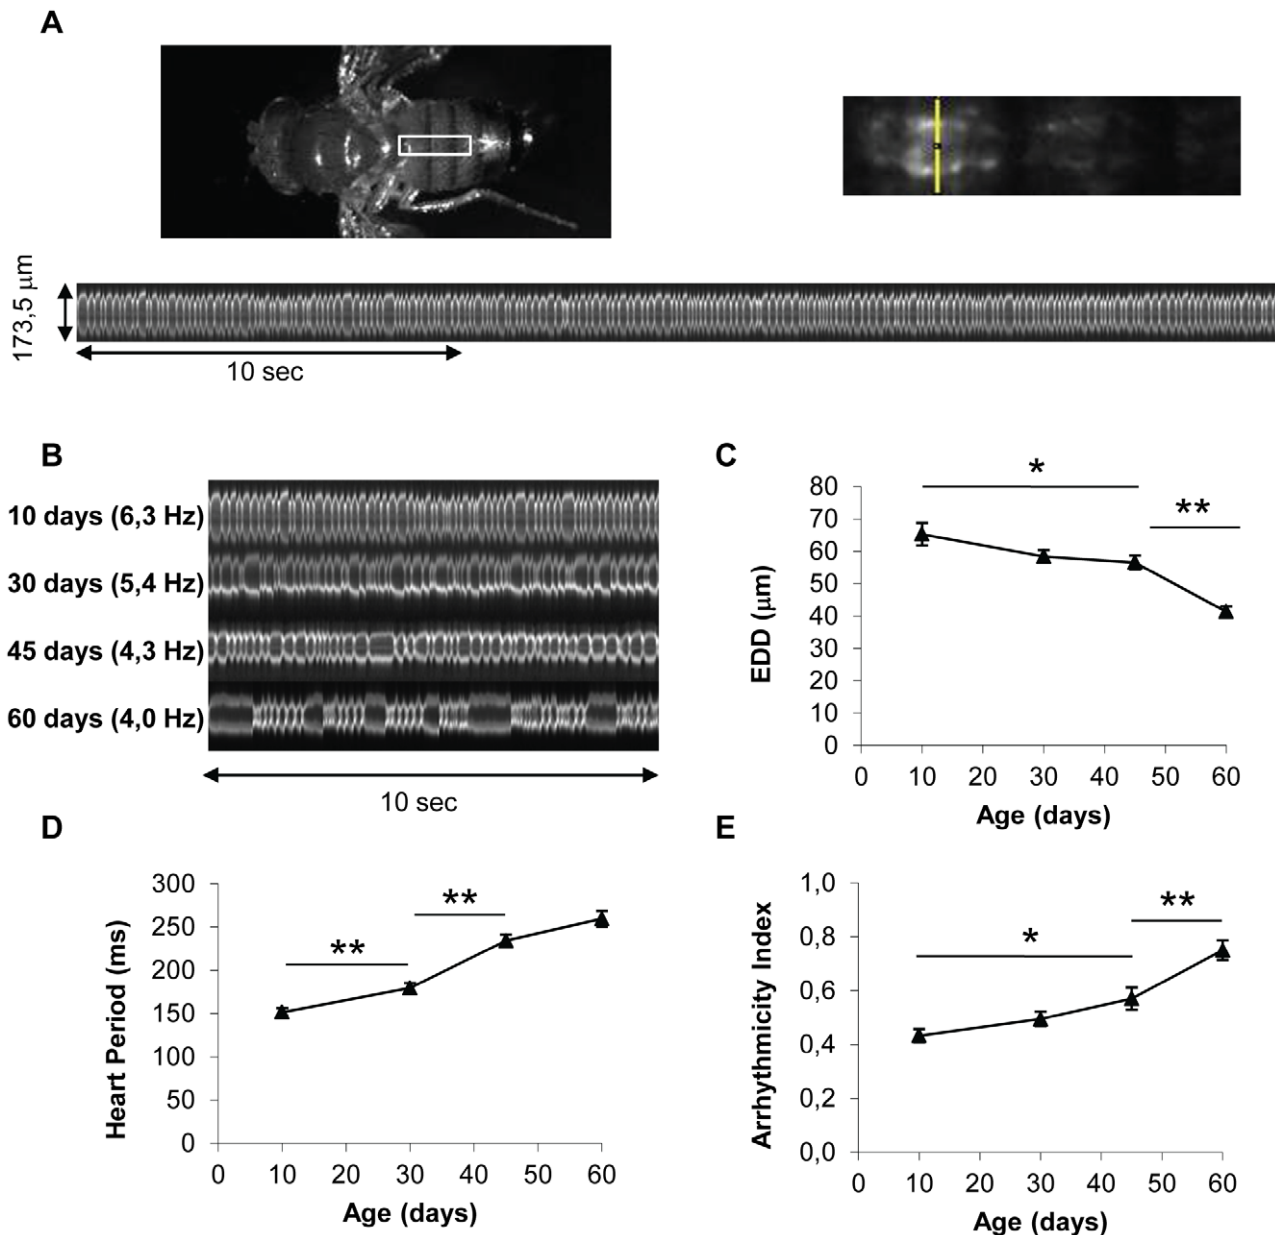 A
173,5 μm
10 sec
B
10 days (6,3 Hz)
30 days (5,4 Hz)
45 days (4,3 Hz)
60 days (4,0 Hz)
10 sec
C
*
**
80
70
60
50
40
30
20
10
0
EDD (μm)
0 10 20 30 40 50 60
Age (days)
D
**
**
300
250
200
150
100
50
0
Heart Period (ms)
0 10 20 30 40 50 60
Age (days)
E
*
**
1,0
0,8
0,6
0,4
0,2
0,0
Arrhythmicity Index
0 10 20 30 40 50 60
Age (days)